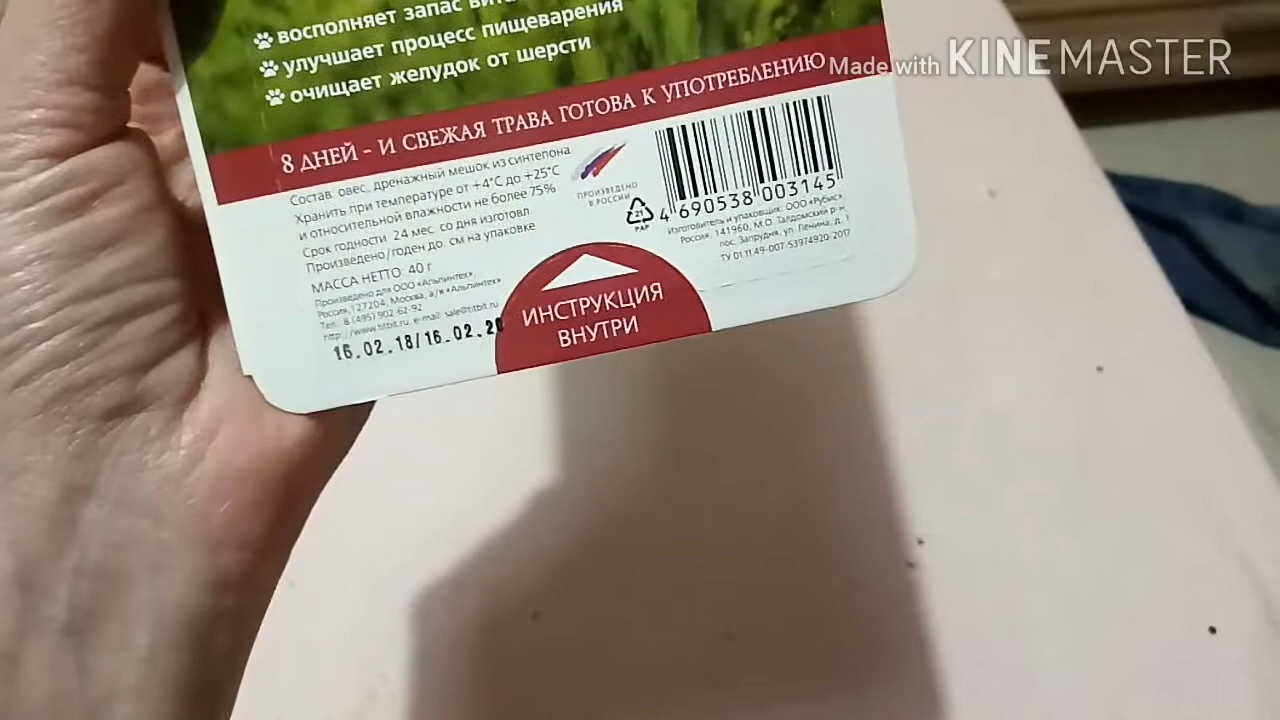 восполняет запас
улучшает процесс пищеварения
очищает желудок от шерсти
Made with KINEMASTER
8 ДНЕЙ - И СВЕЖАЯ ТРАВА ГОТОВА К УПОТРЕБЛЕНИЮ
Состав: овес, дренажный мешок из синтепона.
Хранить при температуре от +4°C до +25°C
и относительной влажности не более 75%
Срок годности 24 мес. со дня изготовл
Произведено/годен до: см на упаковке
МАССА НЕТТО: 40 г
Произведено для ООО «Альпинтех»,
Россия, 127204, Москва, а/я «Альпинтех»
Тел. 8 (495) 902-62-92
http://www.titbit.ru, e-mail: sale@titbit.ru
16.02.18/16.02.20
ПРОИЗВЕДЕНО
В РОССИИ
21
PAP
4 690538 003145
Изготовитель и упаковщик: ООО «Рубис»
Россия, 141960, М.О. Талдомский р-н,
пос. Запрудня, ул. Ленина, д. 1
ТУ 01.11.49-007-53974920-2017
ИНСТРУКЦИЯ
ВНУТРИ